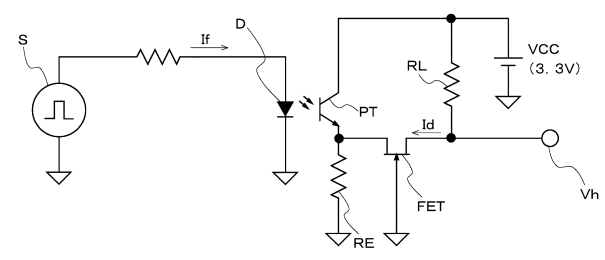 S
If
D
PT
RL
VCC
(3. 3V)
Id
FET
RE
Vh